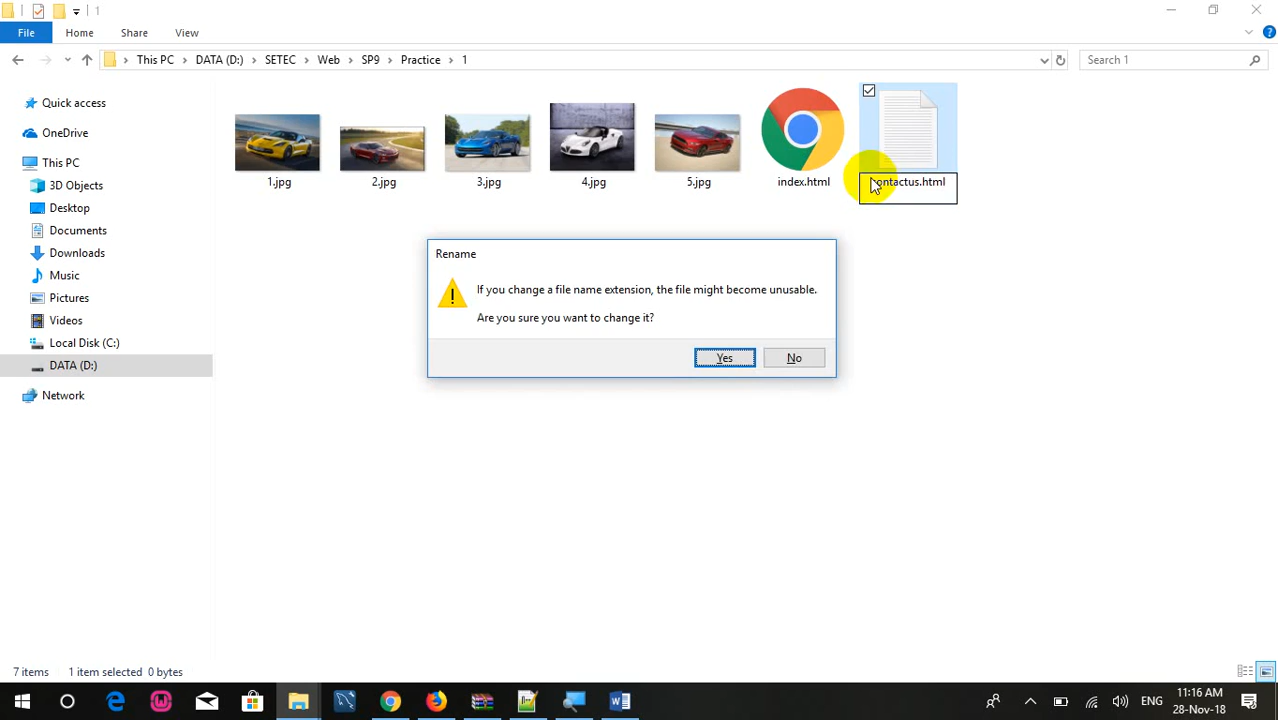 1
File
Home
Share
View
This PC
DATA (D:)
SETEC
Web
SP9
Practice
1
Search 1
Quick access
OneDrive
This PC
3D Objects
Desktop
Documents
Downloads
Music
Pictures
Videos
Local Disk (C:)
DATA (D:)
Network
1.jpg
2.jpg
3.jpg
4.jpg
5.jpg
index.html
contactus.html
Rename
If you change a file name extension, the file might become unusable.
Are you sure you want to change it?
Yes
No
7 items
1 item selected 0 bytes
ENG
11:16 AM
28-Nov-18